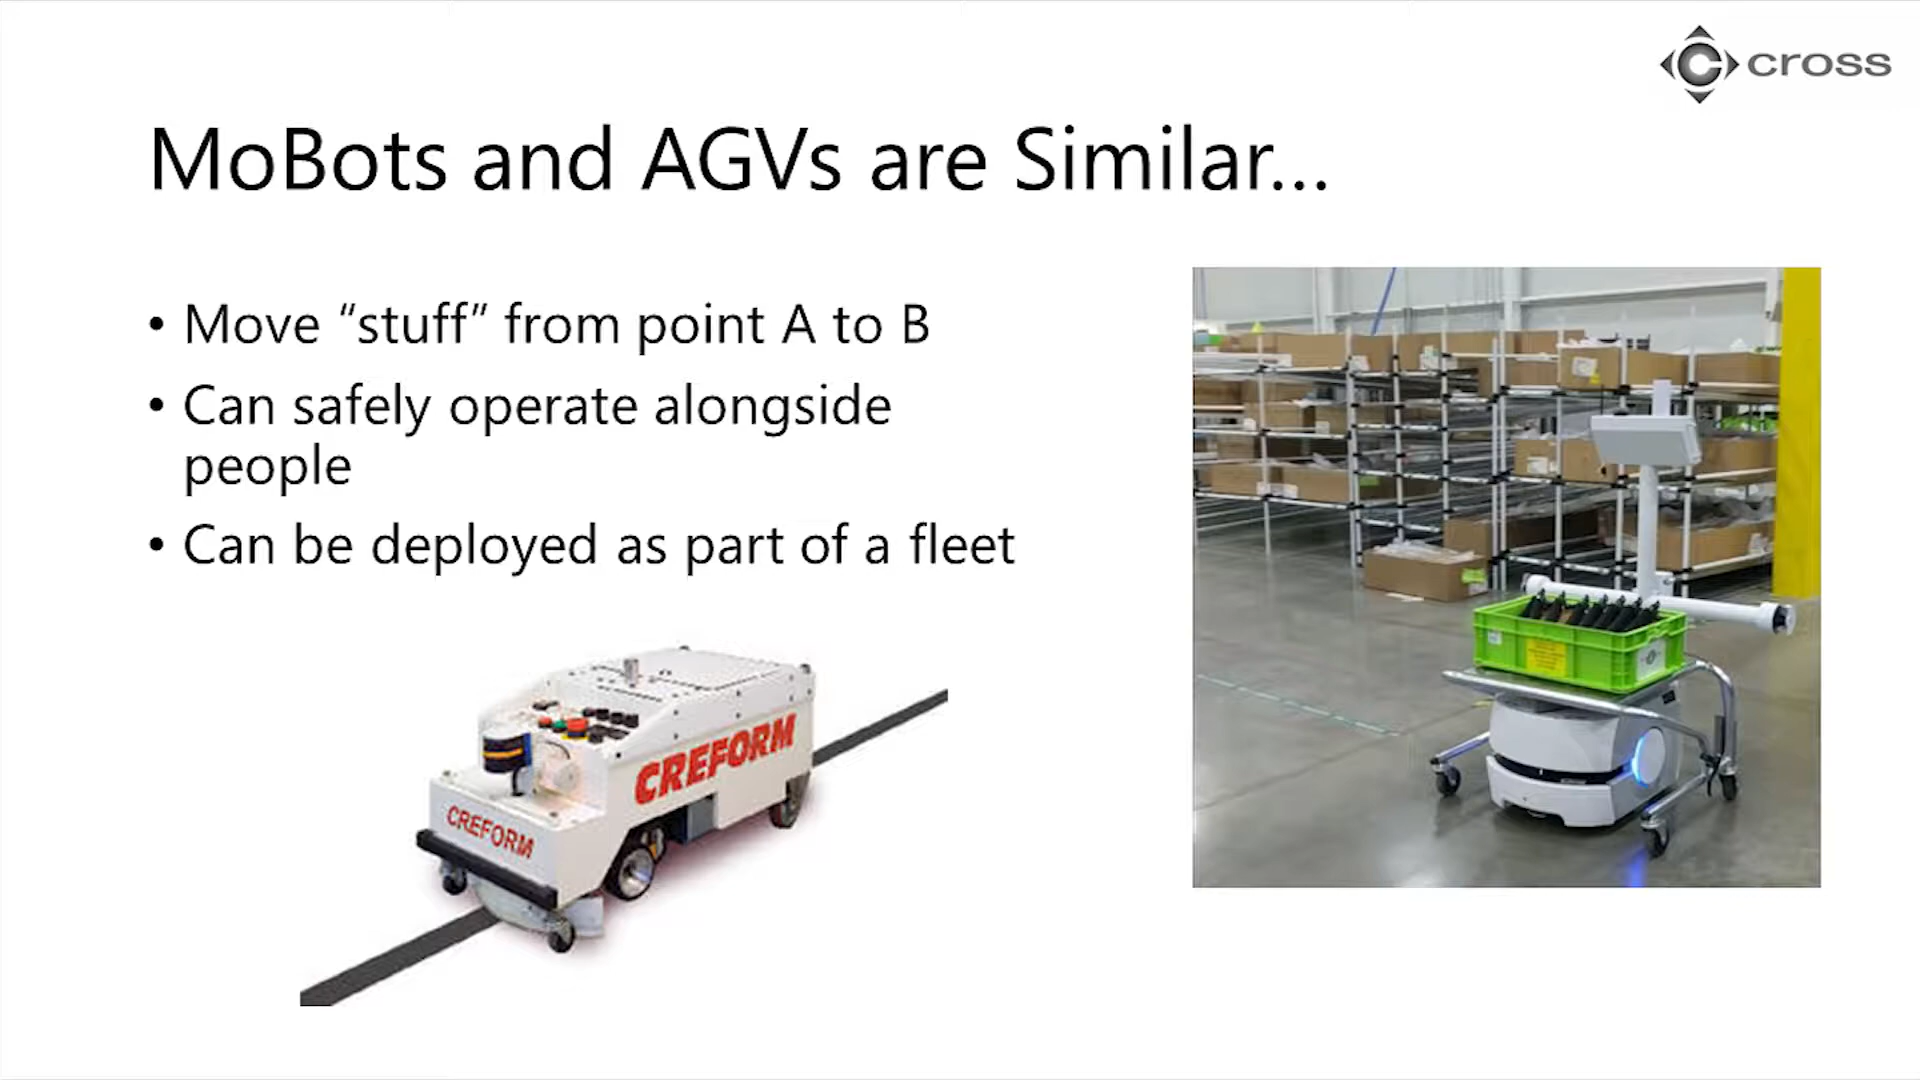 cross
MoBots and AGVs are Similar...
• Move “stuff” from point A to B
• Can safely operate alongside
people
• Can be deployed as part of a fleet
CREFORM
CREFORM